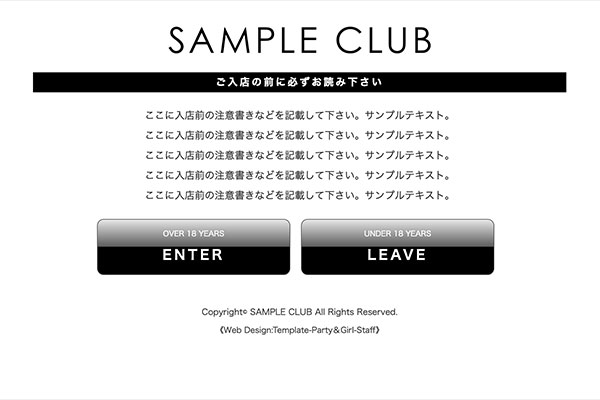 SAMPLE CLUB
ご入店の前に必ずお読み下さい
ここに入店前の注意書きなどを記載して下さい。サンプルテキスト。
ここに入店前の注意書きなどを記載して下さい。サンプルテキスト。
ここに入店前の注意書きなどを記載して下さい。サンプルテキスト。
ここに入店前の注意書きなどを記載して下さい。サンプルテキスト。
ここに入店前の注意書きなどを記載して下さい。サンプルテキスト。
OVER 18 YEARS
ENTER
UNDER 18 YEARS
LEAVE
Copyright© SAMPLE CLUB All Rights Reserved.
《Web Design:Template-Party&Girl-Staff》